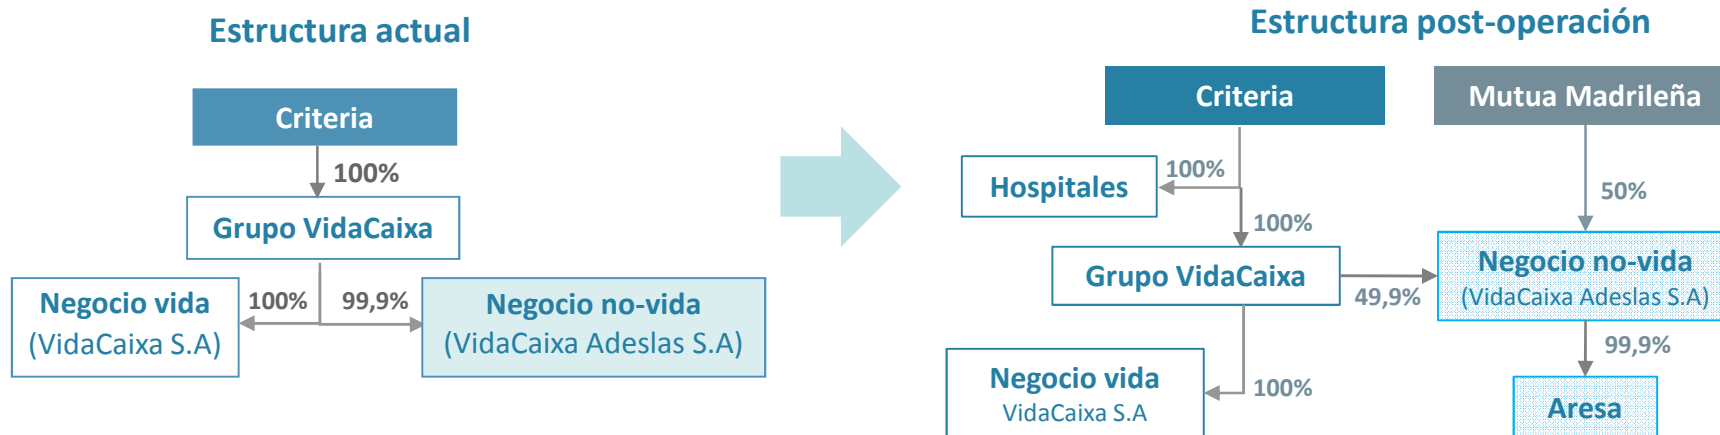 Estructura actual
Criteria
100%
Grupo VidaCaixa
Negocio vida
(VidaCaixa S.A)
100%
99,9%
Negocio no-vida
(VidaCaixa Adeslas S.A)
Estructura post-operación
Criteria
Mutua Madrileña
Hospitales
100%
100%
50%
Grupo VidaCaixa
49,9%
Negocio no-vida
(VidaCaixa Adeslas S.A)
99,9%
Negocio vida
VidaCaixa S.A
100%
Aresa